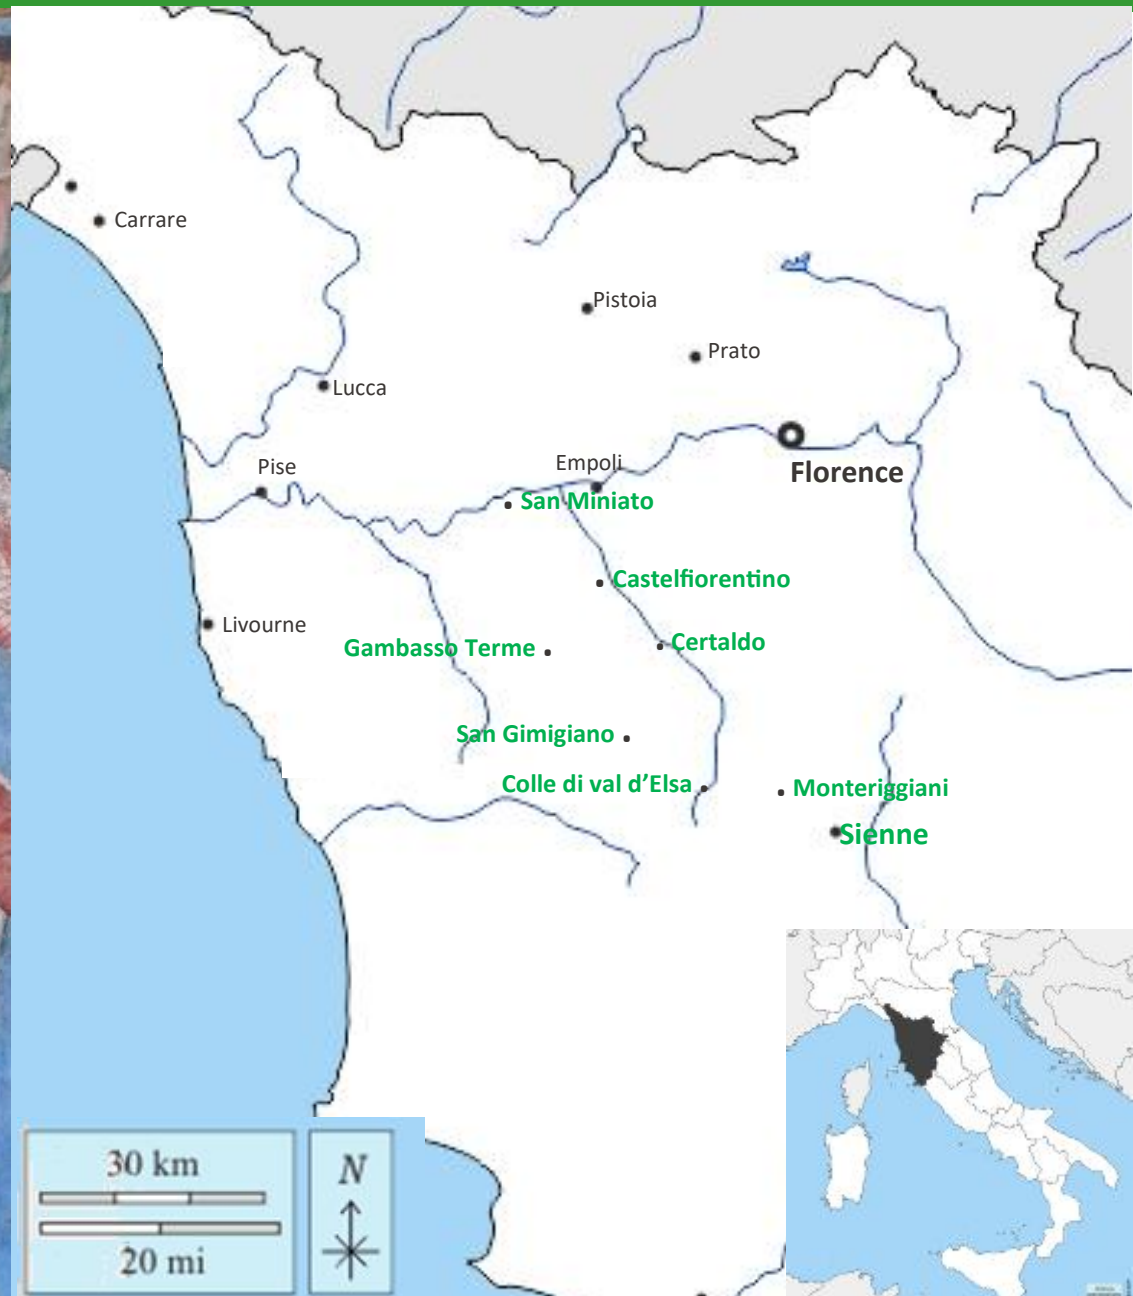 Carrare
Pistoia
Prato
Lucca
Florence
Empoli
Pise
San Miniato
Castelfiorentino
Livourne
Certaldo
Gambasso Terme
San Gimigiano
Colle di val d’Elsa
Monteriggiani
Sienne
30 km
20 mi
N